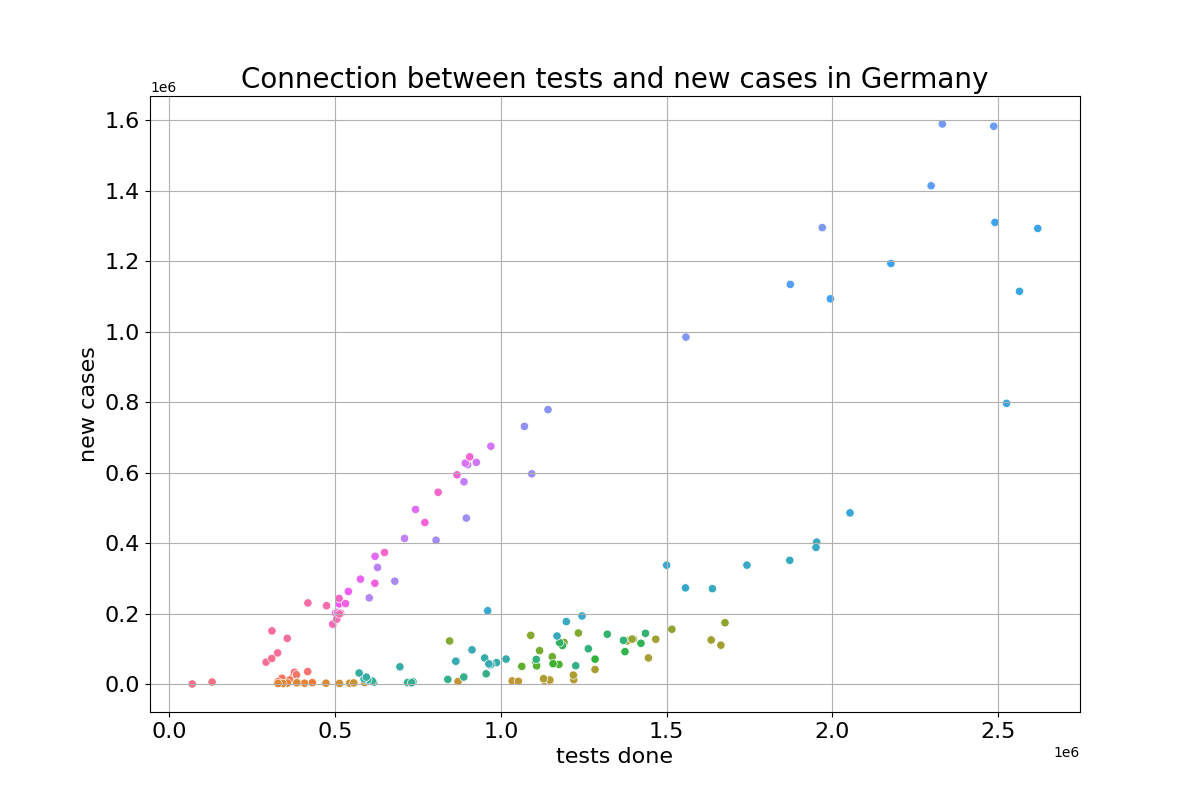 Connection between tests and new cases in Germany
1e6
1.6
1.4
1.2
1.0
0.8
0.6
0.4
0.2
0.0
new cases
0.0 0.5 1.0 1.5 2.0 2.5
tests done
1e6